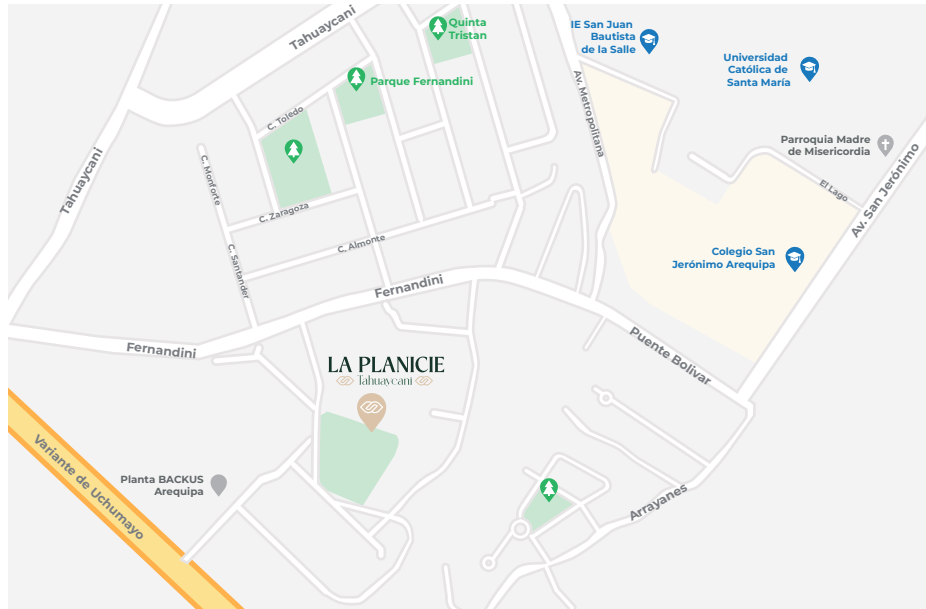 Tahuaycani
Quinta
Tristan
IE San Juan
Bautista
de la Salle
Universidad
Católica de
Santa María
Parque Fernandini
Av. Metropolitana
C. Toledo
Parroquia Madre
de Misericordia
Tahuaycani
C. Monforte
El Lago
Av. San Jerónimo
C. Zaragoza
C. Almonte
C. Santander
Colegio San
Jerónimo Arequipa
Fernandini
Fernandini
Puente Bolivar
LA PLANICIE
Tahuaycani
Variante de Uchumayo
Planta BACKUS
Arequipa
Arrayanes